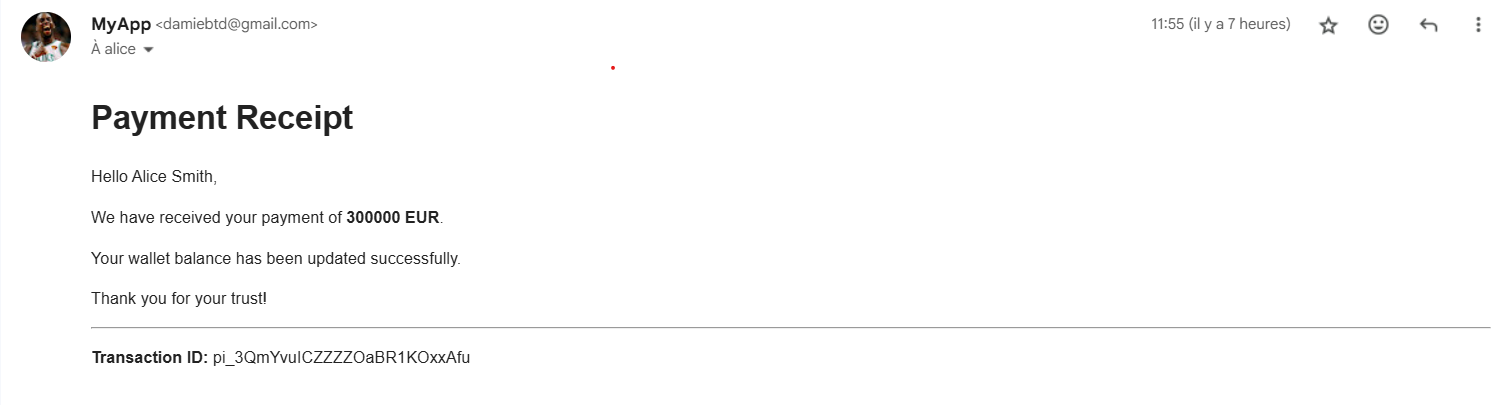 MyApp <damiebtd@gmail.com>
11:55 (il y a 7 heures)
À alice
Payment Receipt
Hello Alice Smith,
We have received your payment of 300000 EUR.
Your wallet balance has been updated successfully.
Thank you for your trust!
Transaction ID: pi_3QmYvuICZZZZOaBR1KOxxAfu